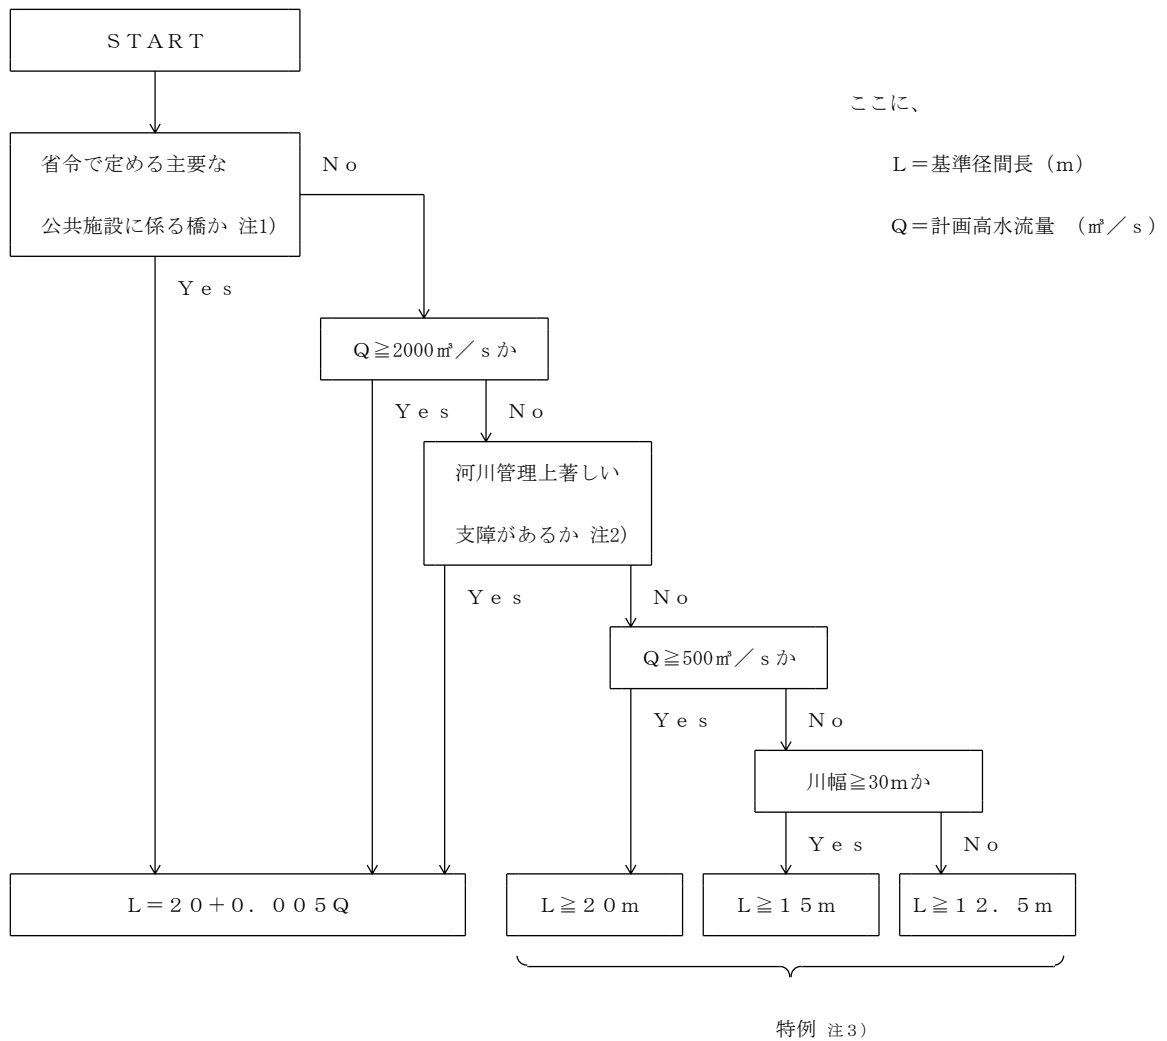 ＳＴＡＲＴ
ここに、
省令で定める主要な
公共施設に係る橋か 注1)
Ｎｏ
Ｌ＝基準径間長（ｍ）
Ｑ＝計画高水流量　（㎥／ｓ）
Ｙｅｓ
Ｑ≧2000㎥／ｓか
Ｙｅｓ
Ｎｏ
河川管理上著しい
支障があるか 注2)
Ｙｅｓ
Ｎｏ
Ｑ≧500㎥／ｓか
Ｙｅｓ
Ｎｏ
川幅≧30ｍか
Ｙｅｓ
Ｎｏ
Ｌ＝２０＋０．００５Ｑ
Ｌ≧２０ｍ
Ｌ≧１５ｍ
Ｌ≧１２．５ｍ
特例 注３）